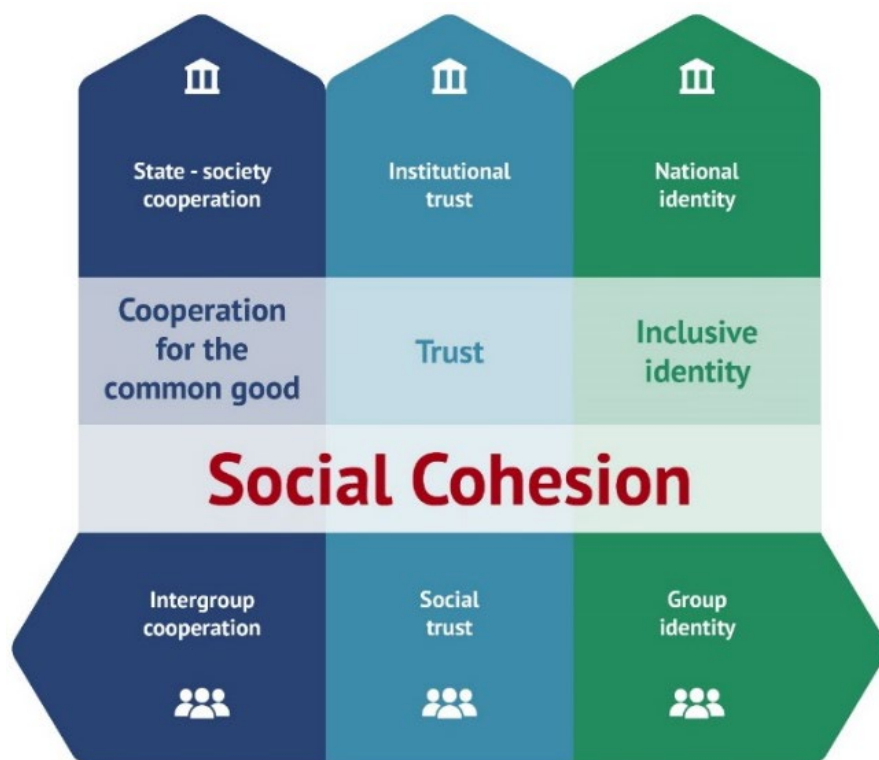 State - society
cooperation
Institutional
trust
National
identity
Cooperation
for the
common good
Trust
Inclusive
identity
Social Cohesion
Intergroup
cooperation
Social
trust
Group
identity